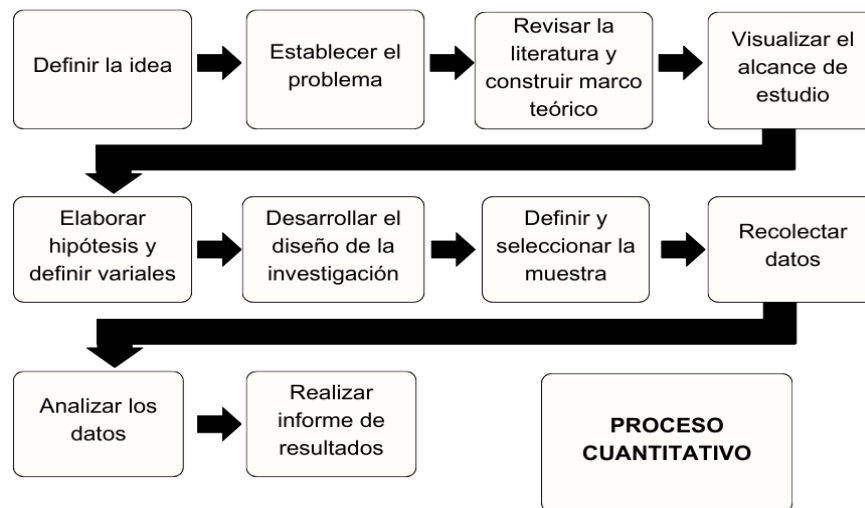 Definir la idea
Establecer el
problema
Revisar la
literatura y
construir marco
teórico
Visualizar el
alcance de
estudio
Elaborar
hipótesis y
definir variales
Desarrollar el
diseño de la
investigación
Definir y
seleccionar la
muestra
Recolectar
datos
Analizar los
datos
Realizar
informe de
resultados
PROCESO
CUANTITATIVO